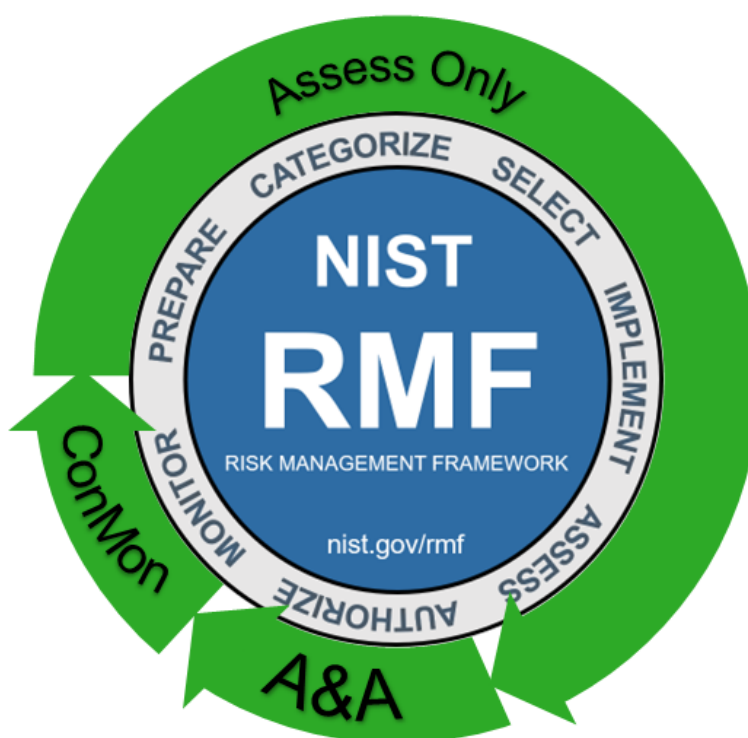 Assess Only
PREPARE
CATEGORIZE
SELECT
IMPLEMENT
ASSESS
AUTHORIZE
MONITOR
NIST
RMF
RISK MANAGEMENT FRAMEWORK
nist.gov/rmf
A&A
ConMon